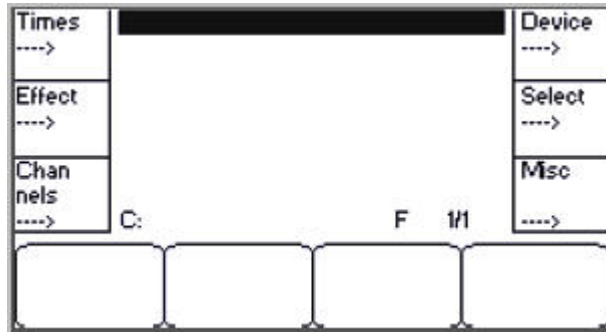 Times
---->
Effect
---->
Chan
nels
---->
Device
---->
Select
---->
Misc
---->
C: F 1/1